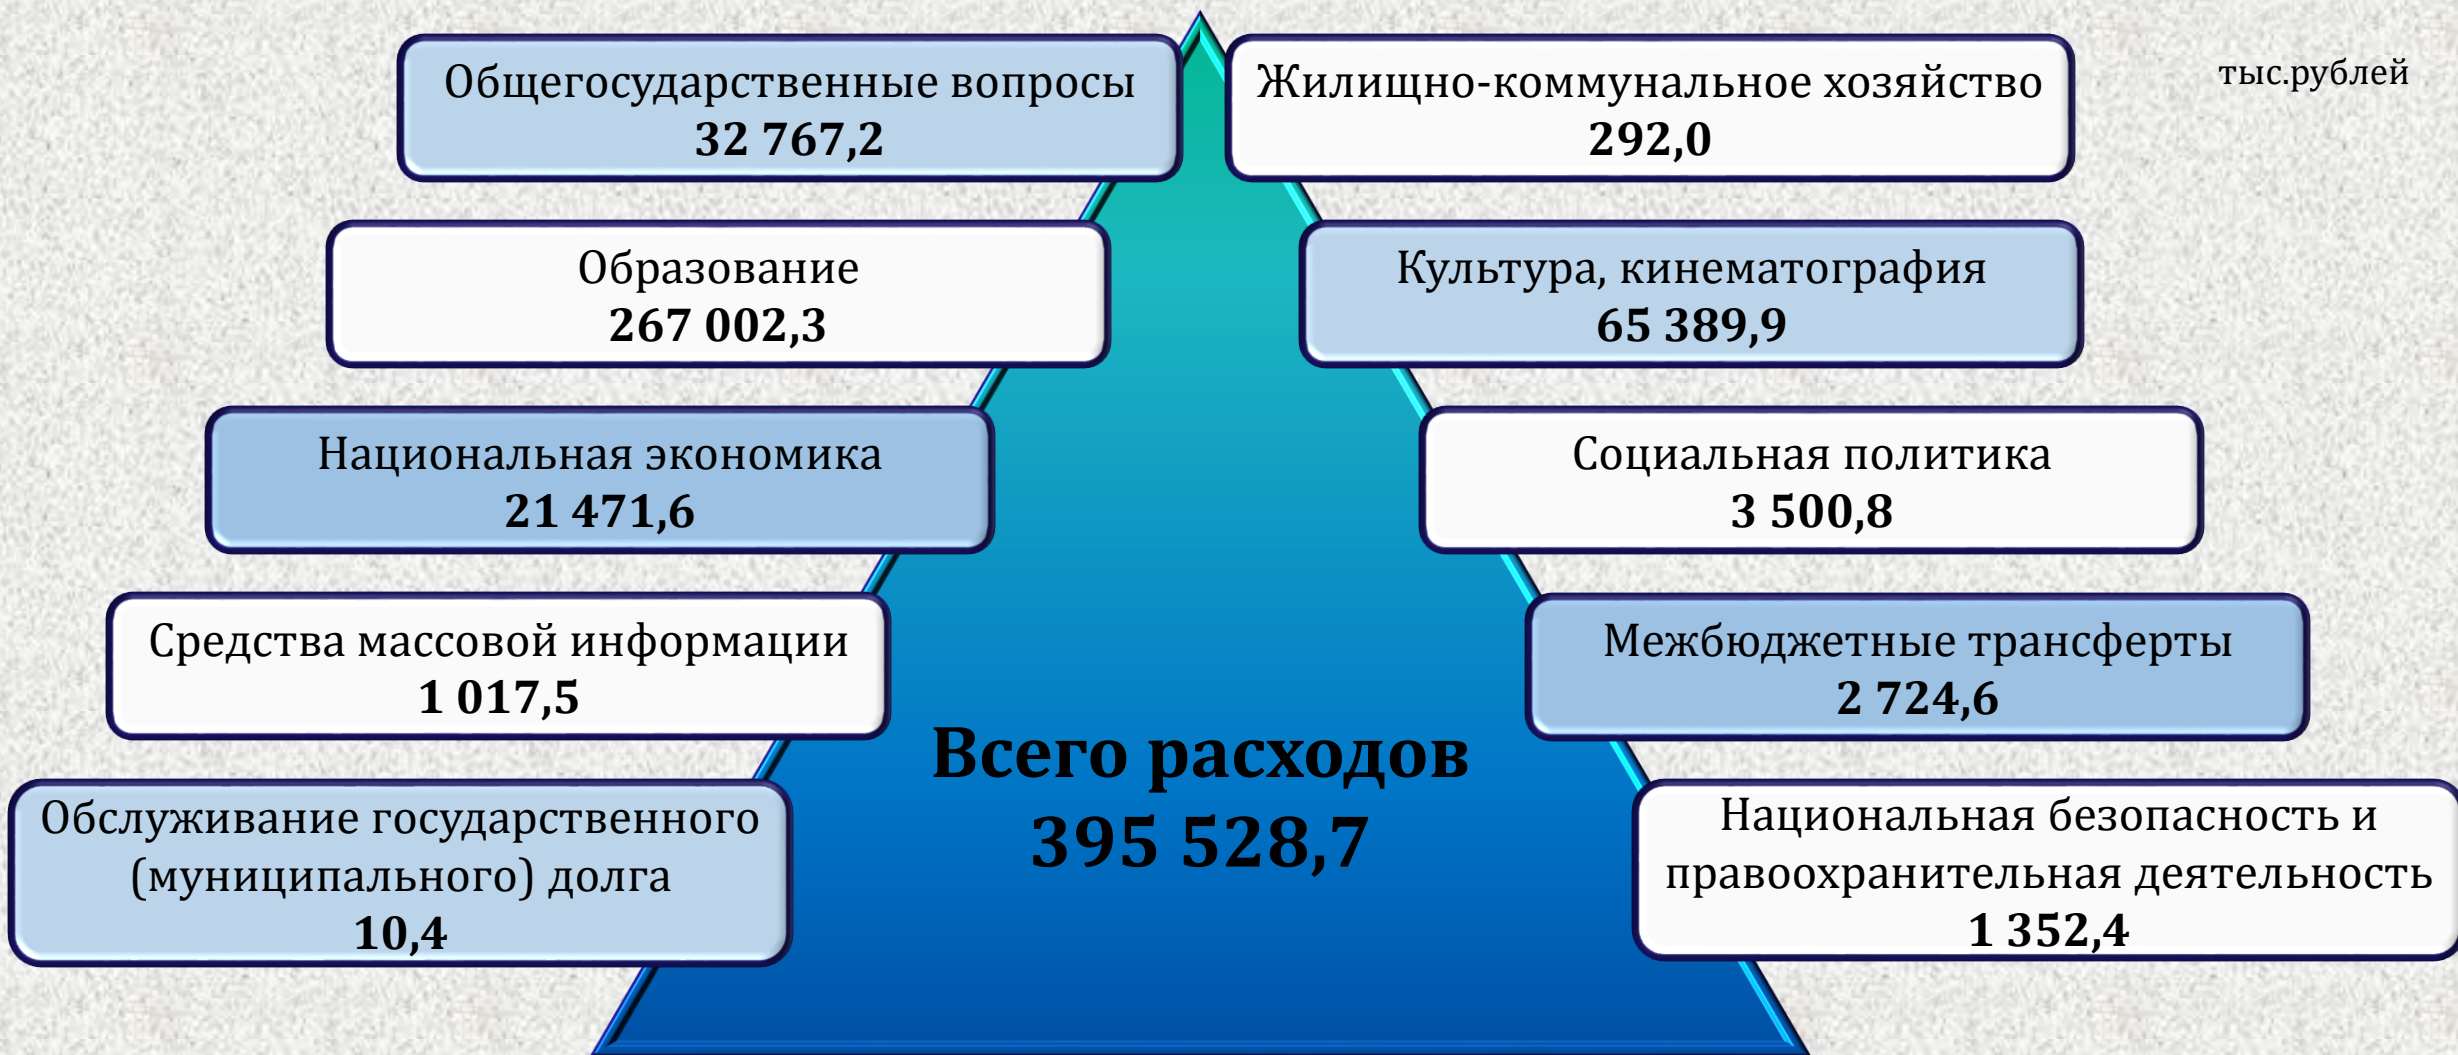 тыс.рублей
Общегосударственные вопросы
32 767,2
Жилищно-коммунальное хозяйство
292,0
Образование
267 002,3
Культура, кинематография
65 389,9
Национальная экономика
21 471,6
Социальная политика
3 500,8
Средства массовой информации
1 017,5
Межбюджетные трансферты
2 724,6
Обслуживание государственного
(муниципального) долга
10,4
Национальная безопасность и
правоохранительная деятельность
1 352,4
Всего расходов
395 528,7